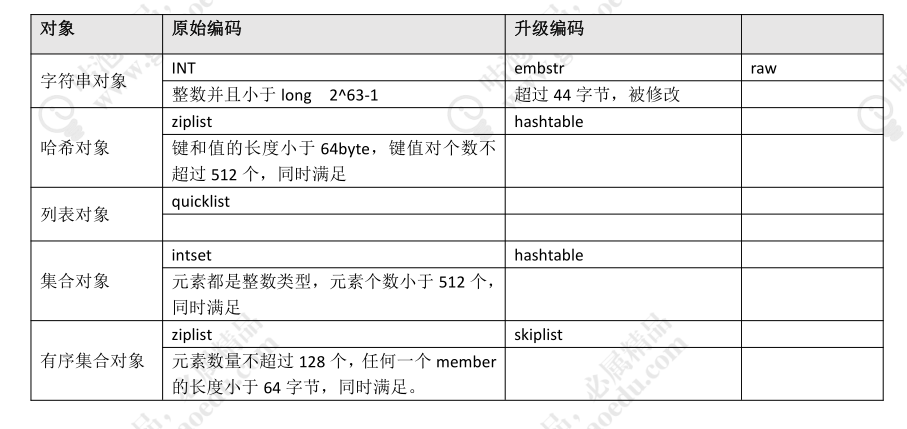 对象 原始编码 升级编码
字符串对象
INT embstr raw
整数并且小于 long 2^63-1 超过 44 字节，被修改
哈希对象
ziplist hashtable
键和值的长度小于 64byte，键值对个数不
超过 512 个，同时满足
列表对象
quicklist
集合对象
intset hashtable
元素都是整数类型，元素个数小于 512 个，
同时满足
有序集合对象
ziplist skiplist
元素数量不超过 128 个，任何一个 member
的长度小于 64 字节，同时满足。